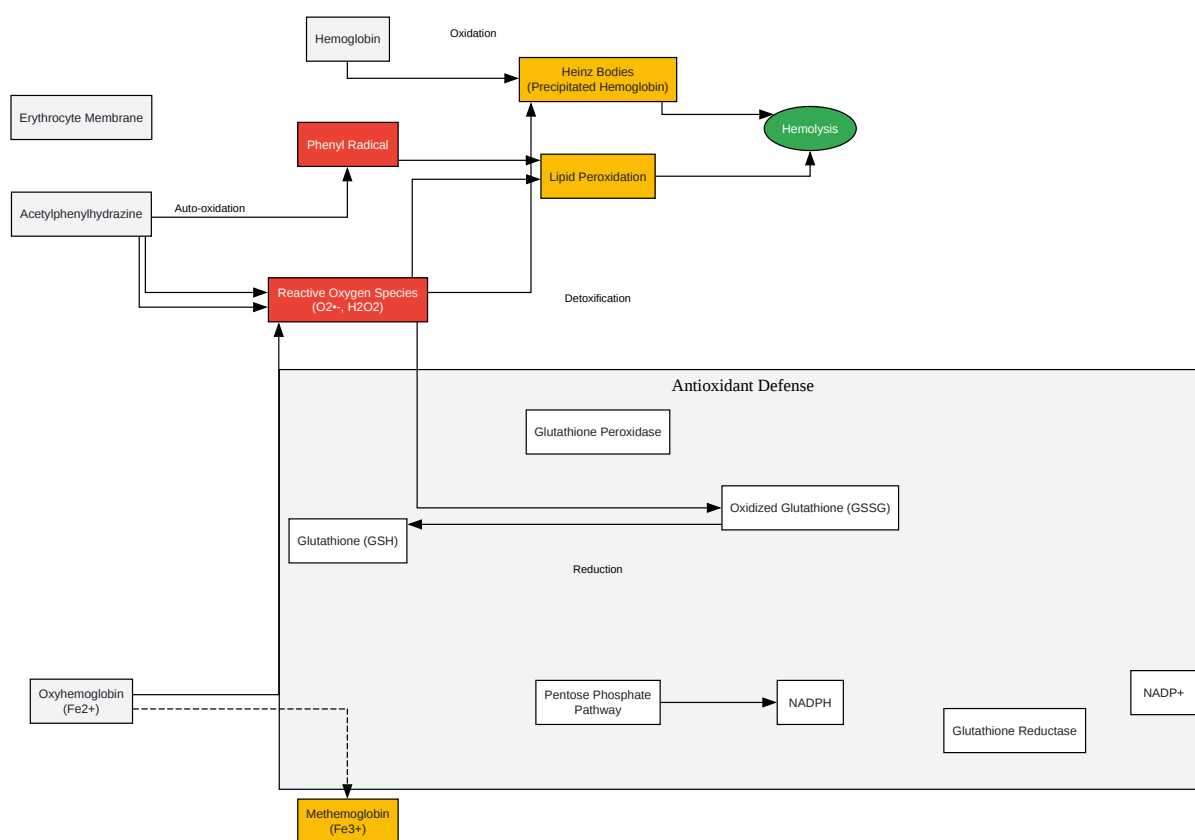 Hemoglobin
Oxidation
Heinz Bodies
(Precipitated Hemoglobin)
Erythrocyte Membrane
Hemolysis
Phenyl Radical
Lipid Peroxidation
Acetylphenylhydrazine
Auto-oxidation
Reactive Oxygen Species
(O2•-, H2O2)
Detoxification
Antioxidant Defense
Glutathione Peroxidase
Oxidized Glutathione (GSSG)
Glutathione (GSH)
Reduction
Oxyhemoglobin
(Fe2+)
Pentose Phosphate
Pathway
NADPH
NADP+
Glutathione Reductase
Methemoglobin
(Fe3+)